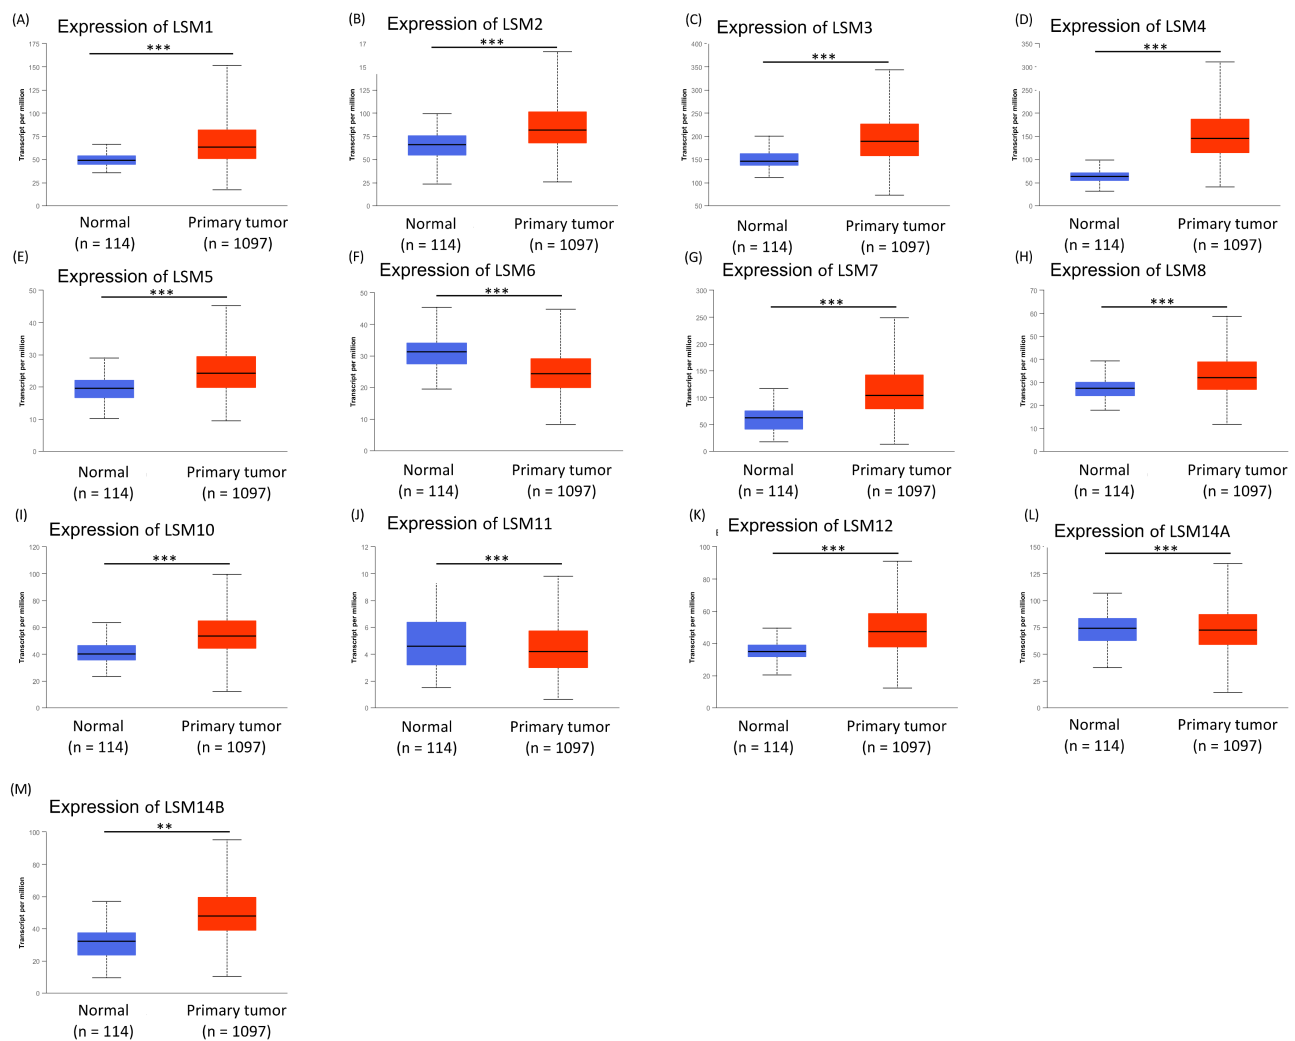 (A)
Expression of LSM1
***
Transcript per million
175
150
125
100
75
50
25
0
Normal
(n = 114)
Primary tumor
(n = 1097)
(B)
Expression of LSM2
***
Transcript per million
17
15
100
75
50
25
0
Normal
(n = 114)
Primary tumor
(n = 1097)
(C)
Expression of LSM3
***
Transcript per million
400
350
300
250
200
150
100
50
Normal
(n = 114)
Primary tumor
(n = 1097)
(D)
Expression of LSM4
***
Transcript per million
350
300
250
200
150
100
50
0
Normal
(n = 114)
Primary tumor
(n = 1097)
(E)
Expression of LSM5
***
Transcript per million
50
40
30
20
10
0
Normal
(n = 114)
Primary tumor
(n = 1097)
(F)
Expression of LSM6
***
Transcript per million
50
40
30
20
10
0
Normal
(n = 114)
Primary tumor
(n = 1097)
(G)
Expression of LSM7
***
Transcript per million
300
250
200
150
100
50
0
Normal
(n = 114)
Primary tumor
(n = 1097)
(H)
Expression of LSM8
***
Transcript per million
70
60
50
40
30
20
10
0
Normal
(n = 114)
Primary tumor
(n = 1097)
(I)
Expression of LSM10
***
Transcript per million
120
100
80
60
40
20
0
Normal
(n = 114)
Primary tumor
(n = 1097)
(J)
Expression of LSM11
***
Transcript per million
12
10
8
6
4
2
0
Normal
(n = 114)
Primary tumor
(n = 1097)
(K)
Expression of LSM12
***
Transcript per million
100
80
60
40
20
0
Normal
(n = 114)
Primary tumor
(n = 1097)
(L)
Expression of LSM14A
***
Transcript per million
150
125
100
75
50
25
0
Normal
(n = 114)
Primary tumor
(n = 1097)
(M)
Expression of LSM14B
**
Transcript per million
100
80
60
40
20
0
Normal
(n = 114)
Primary tumor
(n = 1097)